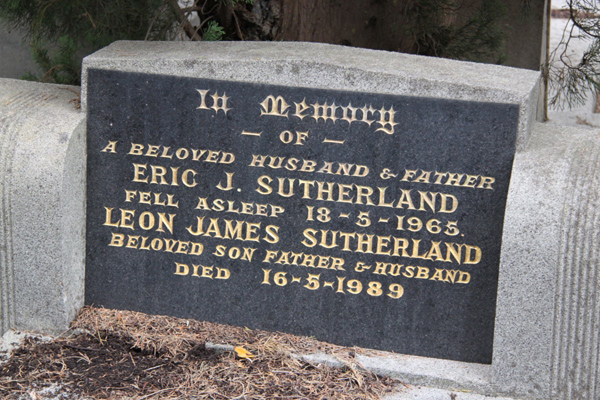 In Memory
— OF —
A BELOVED HUSBAND & FATHER
ERIC J. SUTHERLAND
FELL ASLEEP 18-5-1965.
LEON JAMES SUTHERLAND
BELOVED SON FATHER & HUSBAND
DIED 16-5-1989